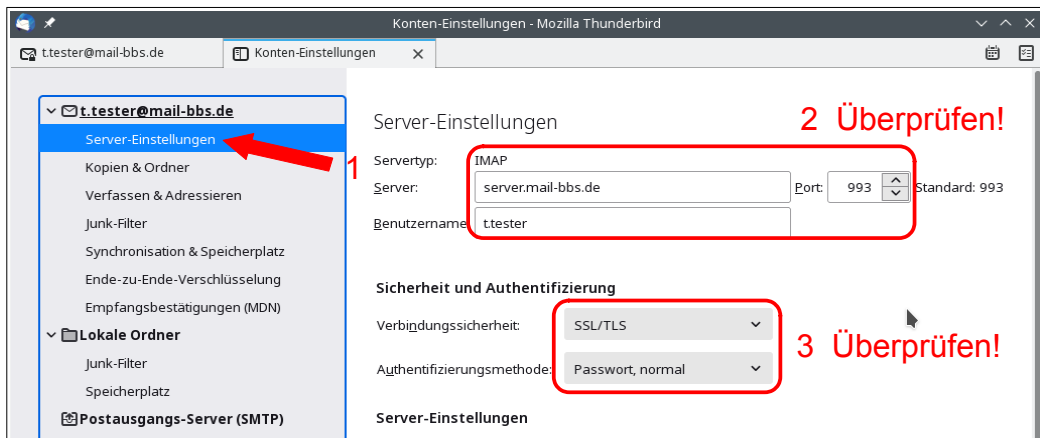 Konten-Einstellungen - Mozilla Thunderbird
t.tester@mail-bbs.de
Konten-Einstellungen
t.tester@mail-bbs.de
Server-Einstellungen
Kopien & Ordner
Verfassen & Adressieren
Junk-Filter
Synchronisation & Speicherplatz
Ende-zu-Ende-Verschlüsselung
Empfangsbestätigungen (MDN)
Lokale Ordner
Junk-Filter
Speicherplatz
Postausgangs-Server (SMTP)
1
Server-Einstellungen
2 Überprüfen!
Servertyp: IMAP
Server: server.mail-bbs.de Port: 993 Standard: 993
Benutzername t.tester
Sicherheit und Authentifizierung
Verbindungssicherheit: SSL/TLS
3 Überprüfen!
Authentifizierungsmethode: Passwort, normal
Server-Einstellungen